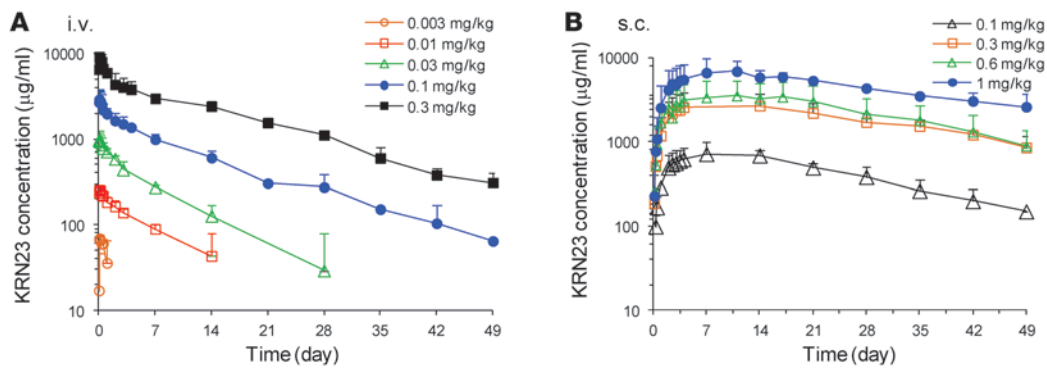 A i.v.
0.003 mg/kg
0.01 mg/kg
0.03 mg/kg
0.1 mg/kg
0.3 mg/kg
KRN23 concentration (µg/ml)
10000
1000
100
10
0 7 14 21 28 35 42 49
Time (day)
B s.c.
0.1 mg/kg
0.3 mg/kg
0.6 mg/kg
1 mg/kg
KRN23 concentration (µg/ml)
10000
1000
100
10
0 7 14 21 28 35 42 49
Time (day)